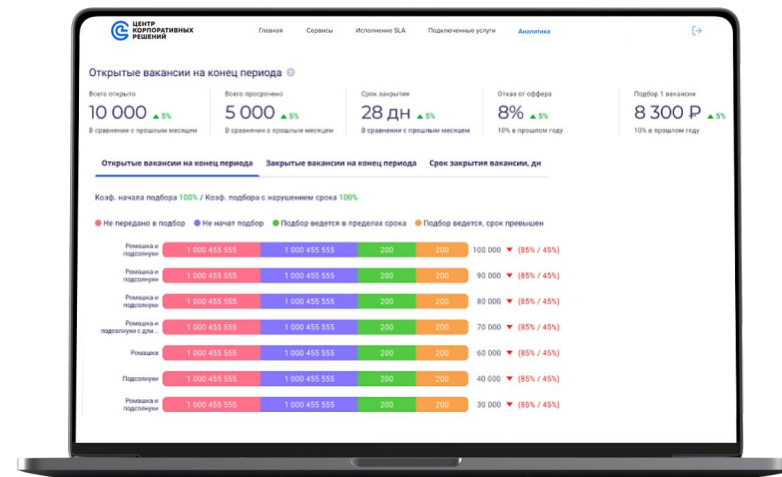 ЦЕНТР
КОРПОРАТИВНЫХ
РЕШЕНИЙ
Главная Сервисы Исполнение SLA Подключенные услуги Аналитика
Открытые вакансии на конец периода
Всего открыто Всего просрочено Срок закрытия Отказ от оффера Подбор 1 вакансии
10 000 ▲ 5% 5 000 ▲ 5% 28 дн ▲ 5% 8% ▲ 5% 8 300 ₽ ▲ 5%
В сравнении с прошлым месяцем В сравнении с прошлым месяцем В сравнении с прошлым месяцем 10% в прошлом году 10% в прошлом году
Открытые вакансии на конец периода Закрытые вакансии на конец периода Срок закрытия вакансии, дн
Коэф. начала подбора 100% / Коэф. подбора с нарушением срока 100%
Не передано в подбор Не начат подбор Подбор ведется в пределах срока Подбор ведется, срок превышен
Ромашка и
подсолнухи 1 000 455 555 1 000 455 555 200 200 100 000 ▼ (85% / 45%)
Ромашка и
подсолнухи 1 000 455 555 1 000 455 555 200 200 90 000 ▼ (85% / 45%)
Ромашка и
подсолнухи 1 000 455 555 1 000 455 555 200 200 80 000 ▼ (85% / 45%)
Ромашка и
подсолнухи с дли... 1 000 455 555 1 000 455 555 200 200 70 000 ▼ (85% / 45%)
Ромашка 1 000 455 555 1 000 455 555 200 200 60 000 ▼ (85% / 45%)
Подсолнухи 1 000 455 555 1 000 455 555 200 200 40 000 ▼ (85% / 45%)
Ромашка и
подсолнухи 1 000 455 555 1 000 455 555 200 200 30 000 ▼ (85% / 45%)